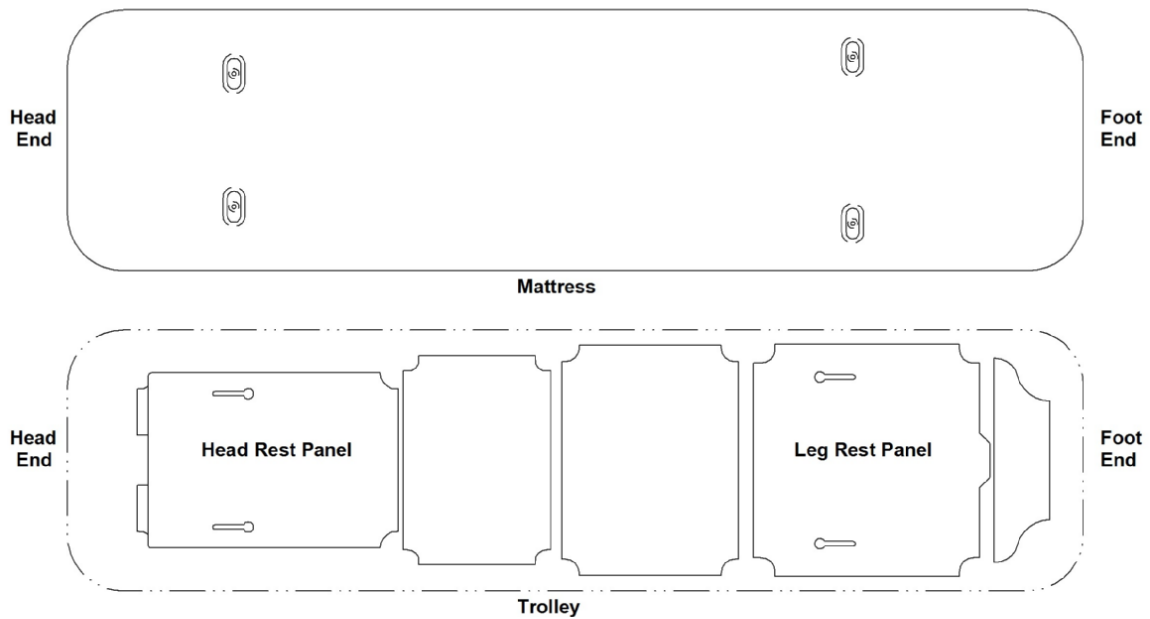 Head
End
Foot
End
Mattress
Head
End
Head Rest Panel
Leg Rest Panel
Foot
End
Trolley